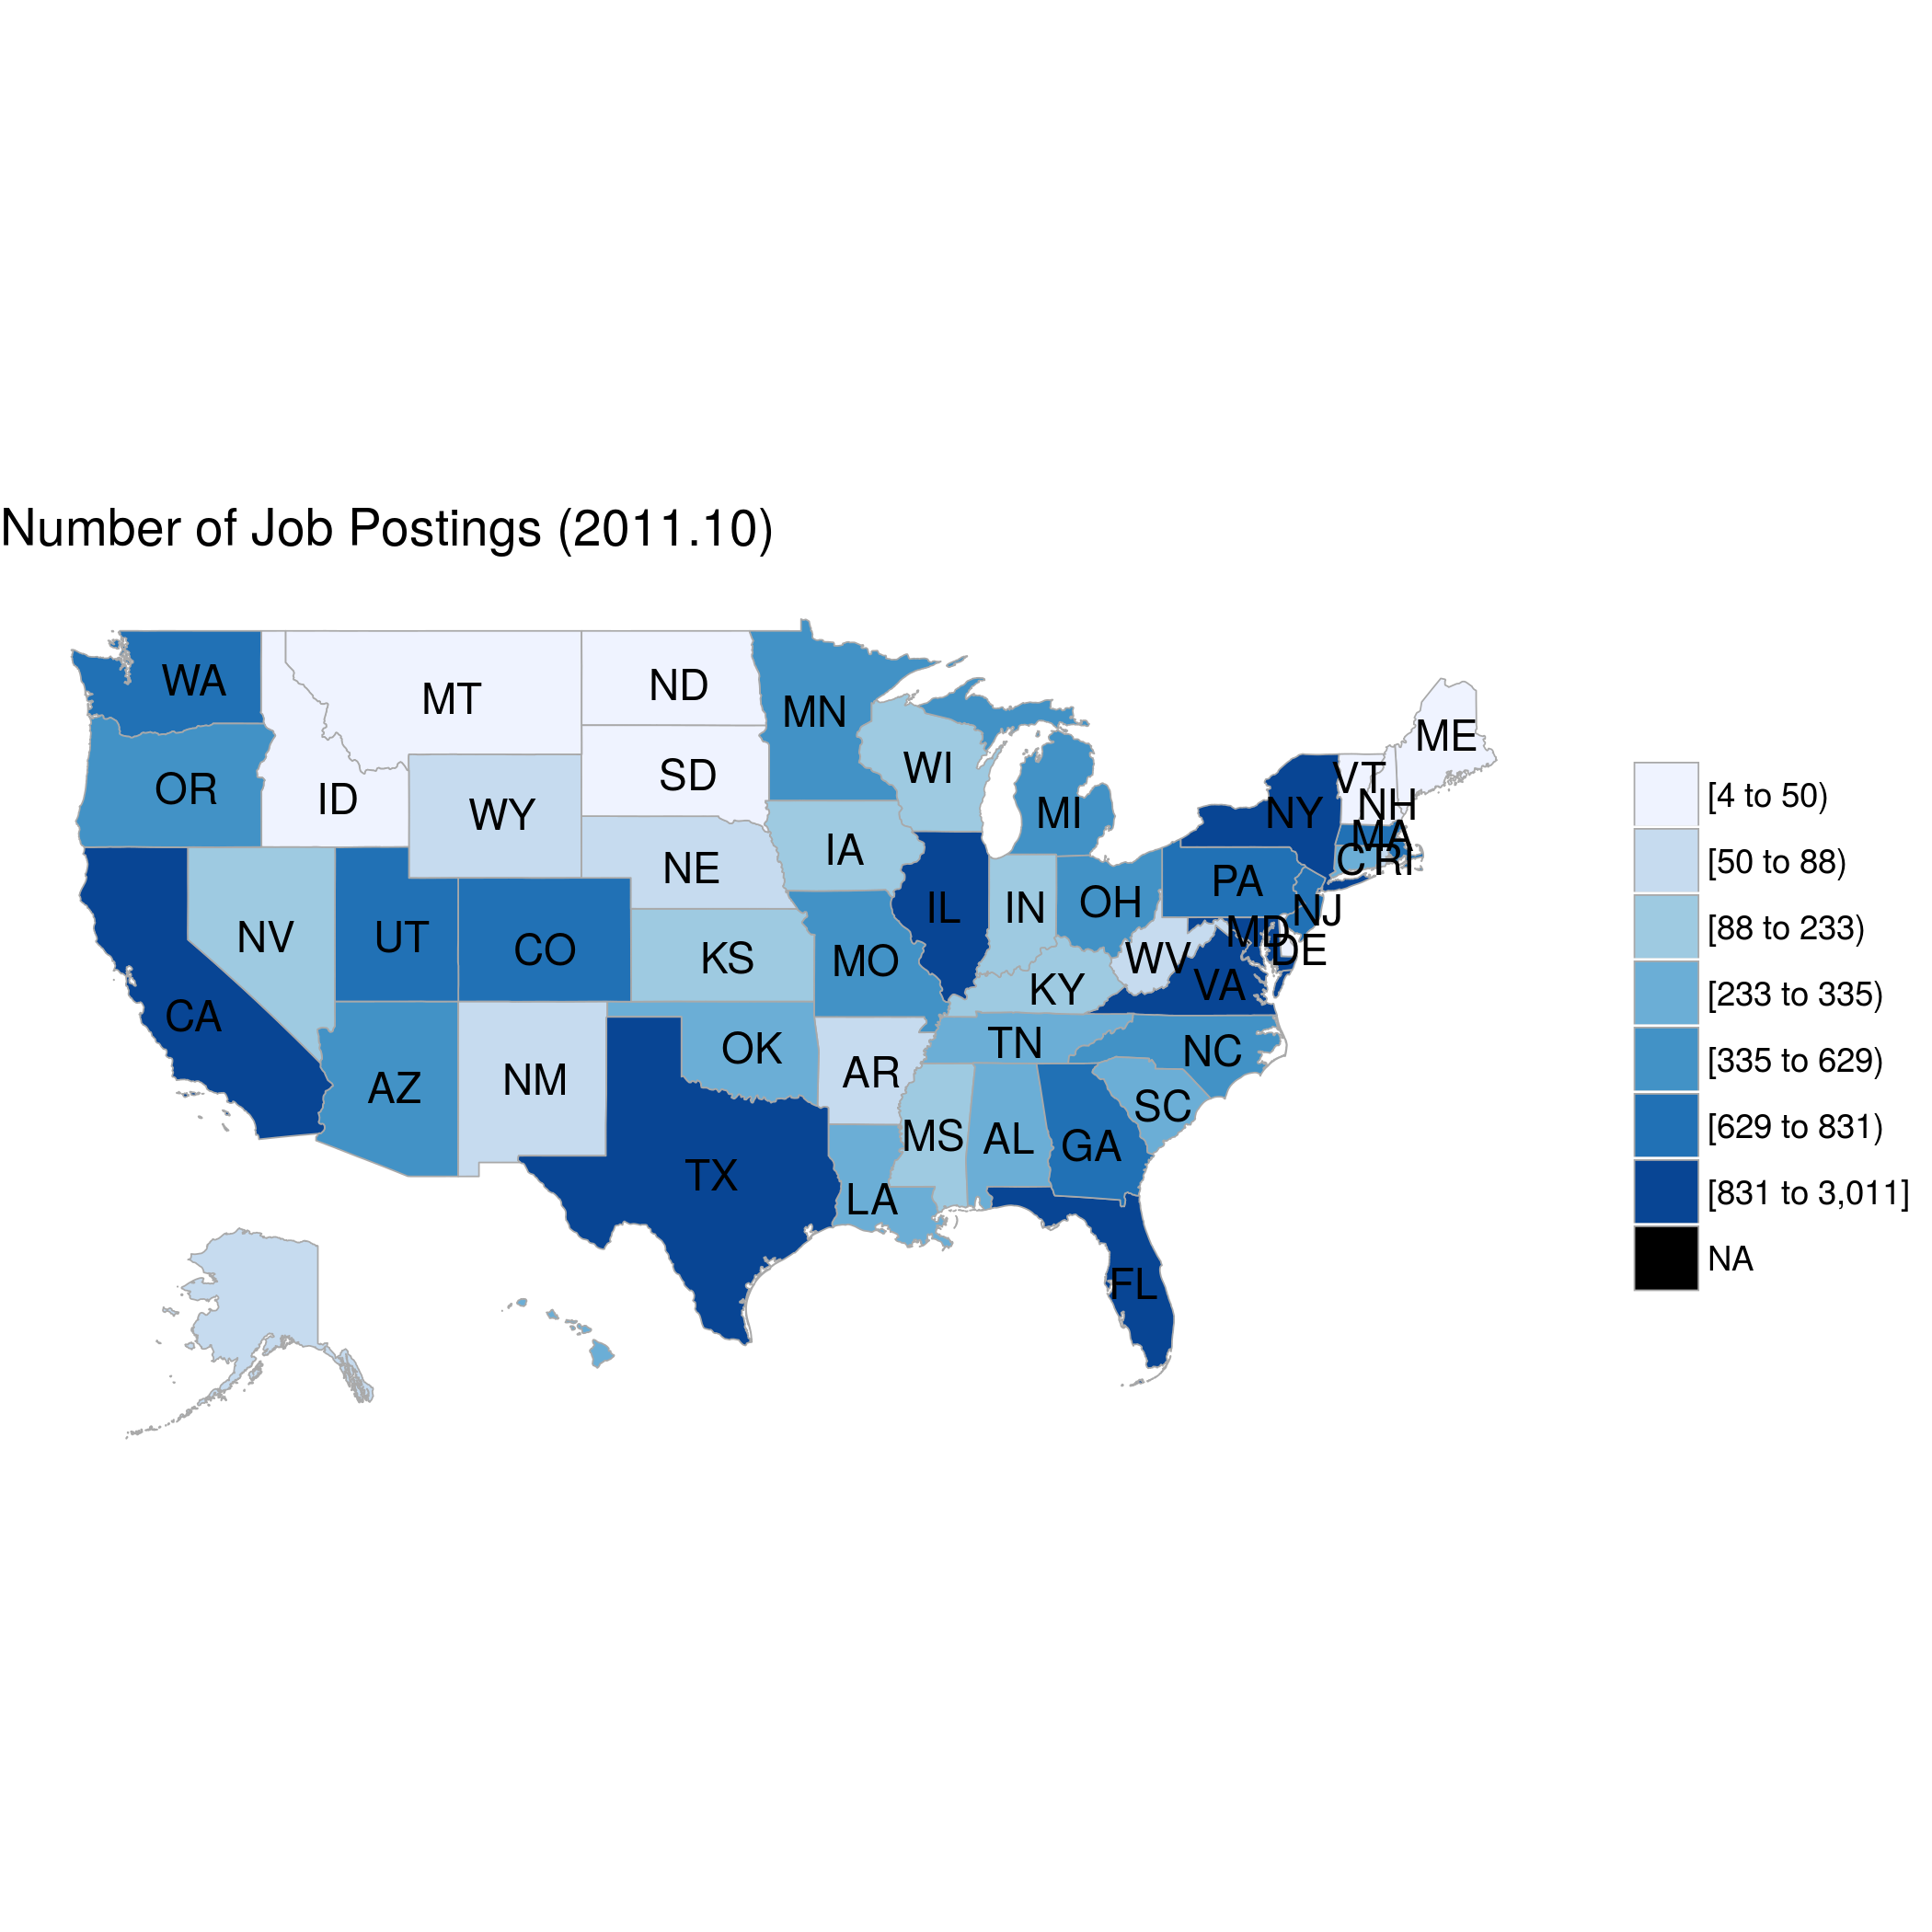 Number of Job Postings (2011.10)
WA
MT
ND
MN
ME
OR
ID
WY
SD
WI
MI
NY
VT
NH
MA
CT
RI
IA
NE
PA
NJ
NV
UT
CO
KS
MO
IL
IN
OH
MD
DE
WV
VA
KY
CA
AZ
NM
OK
AR
TN
NC
SC
MS
AL
GA
TX
LA
FL
[4 to 50)
[50 to 88)
[88 to 233)
[233 to 335)
[335 to 629)
[629 to 831)
[831 to 3,011]
NA